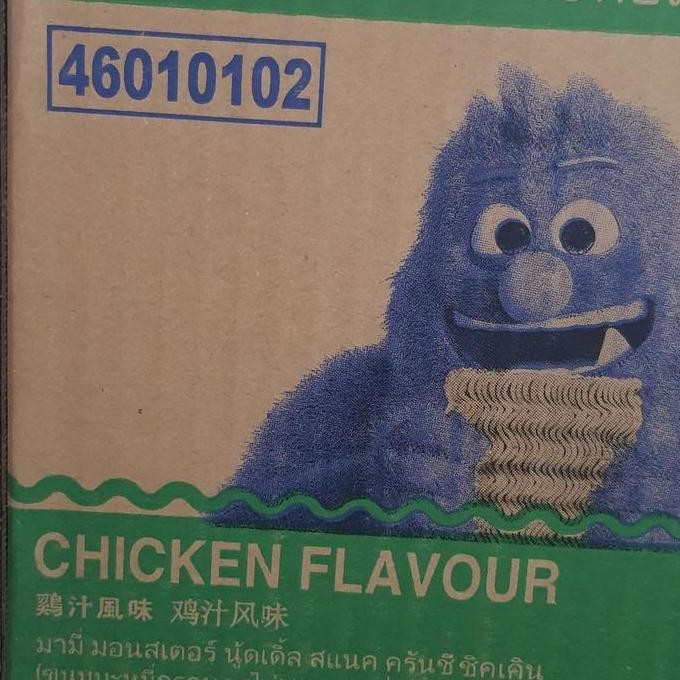 46010102
CHICKEN FLAVOUR
鷄汁風味 鸡汁风味
มามี่ มอนสเตอร์ นู้ดเดิ้ล สแนค ครันชี่ ชิคเคิน